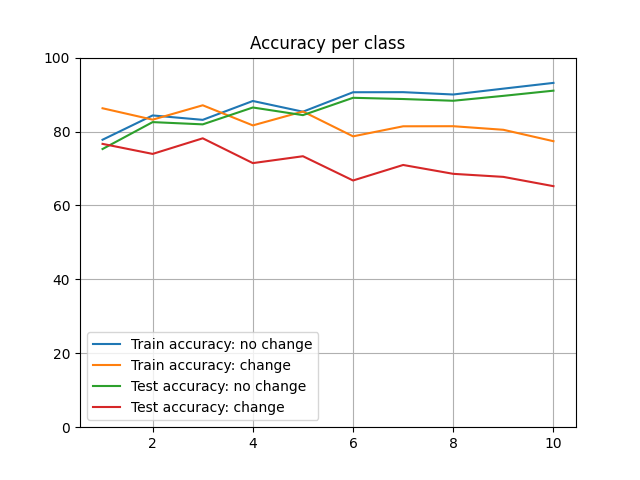 Accuracy per class
100
80
60
40
20
0
Train accuracy: no change
Train accuracy: change
Test accuracy: no change
Test accuracy: change
2 4 6 8 10